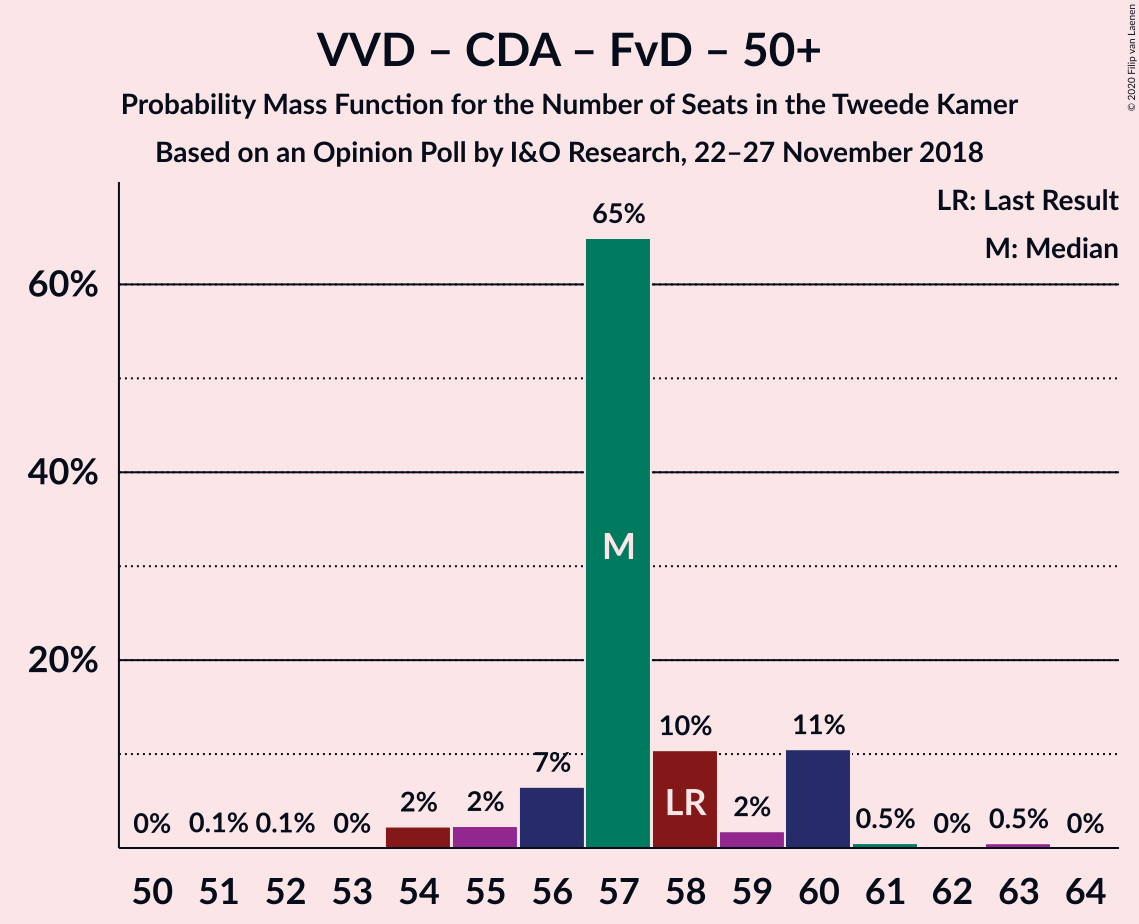 VVD – CDA – FvD – 50+
Probability Mass Function for the Number of Seats in the Tweede Kamer
Based on an Opinion Poll by I&O Research, 22–27 November 2018
© 2020 Filip van Laenen
LR: Last Result
M: Median
60%
40%
20%
0% 0.1% 0.1% 0% 2% 2% 7% 65% 10% 2% 11% 0.5% 0% 0.5% 0%
M
LR
50 51 52 53 54 55 56 57 58 59 60 61 62 63 64